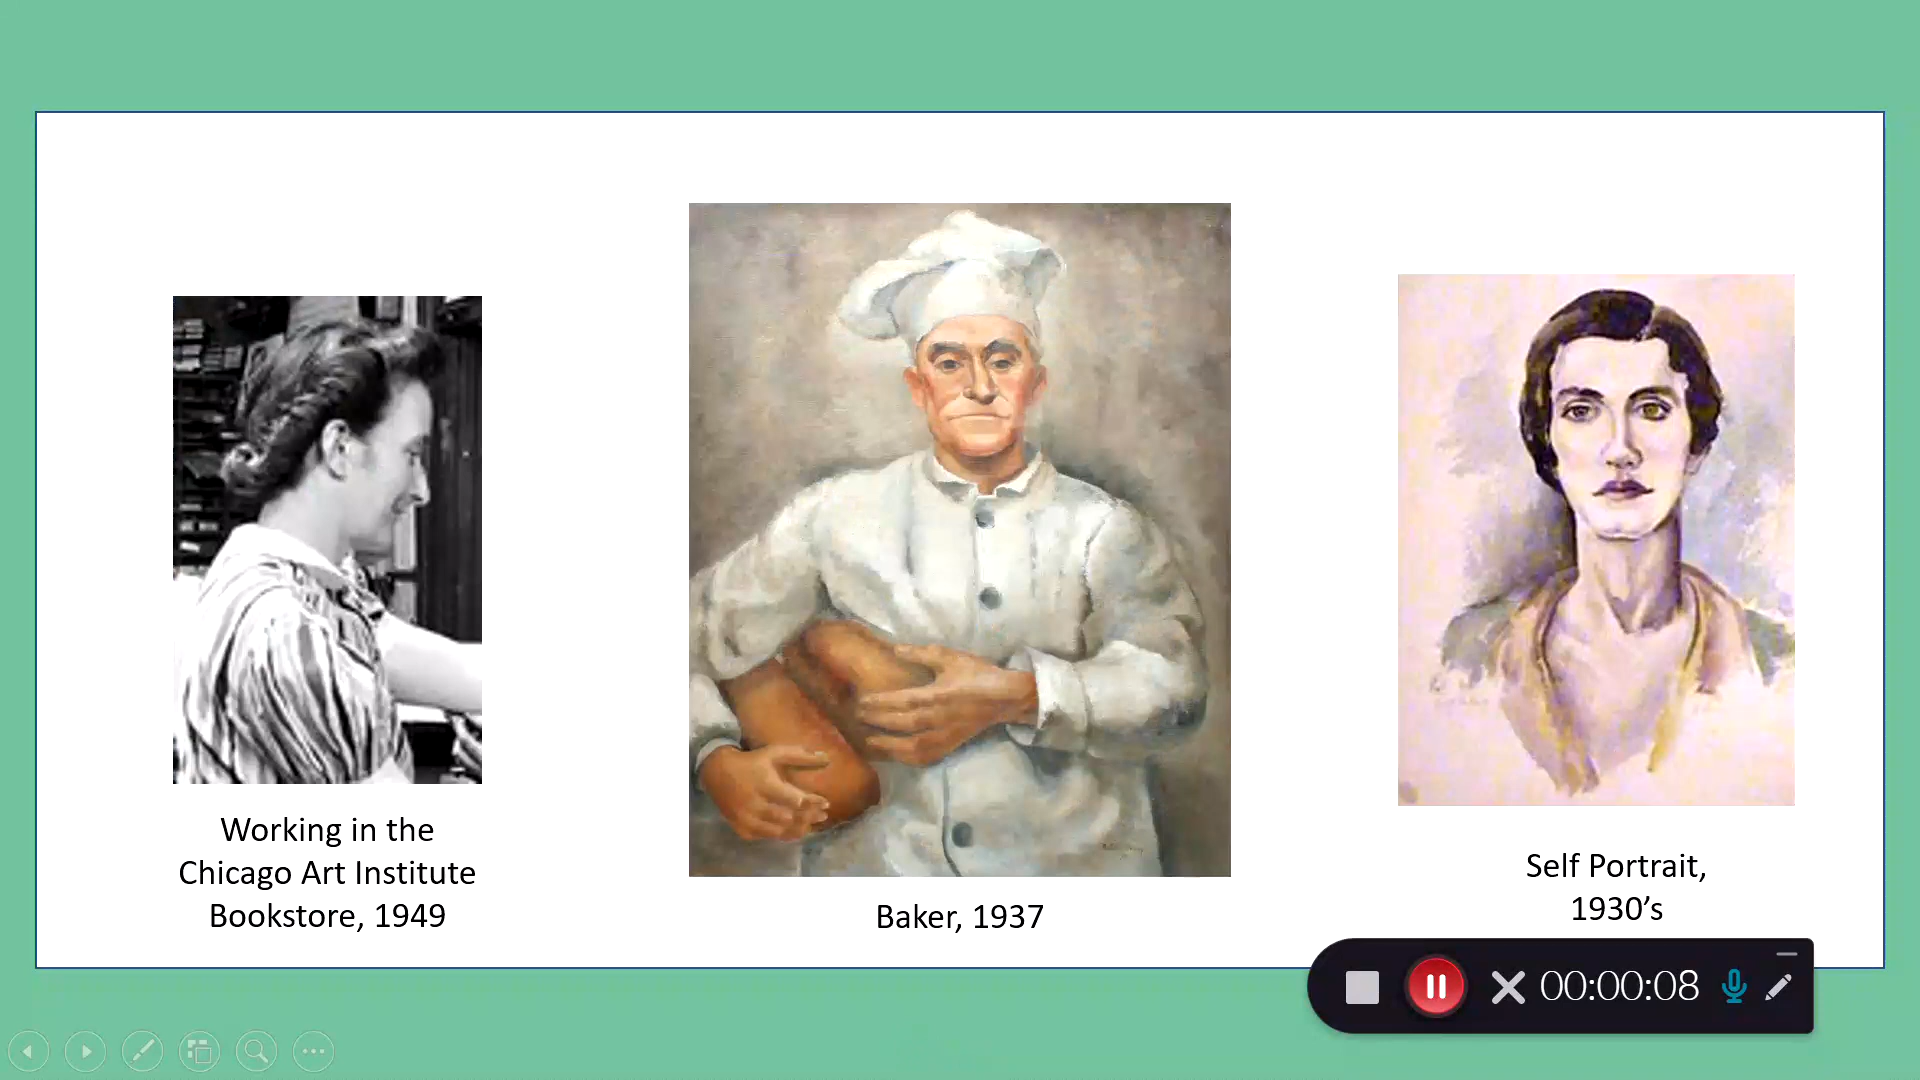 Working in the
Chicago Art Institute
Bookstore, 1949
Baker, 1937
Self Portrait,
1930’s
00:00:08